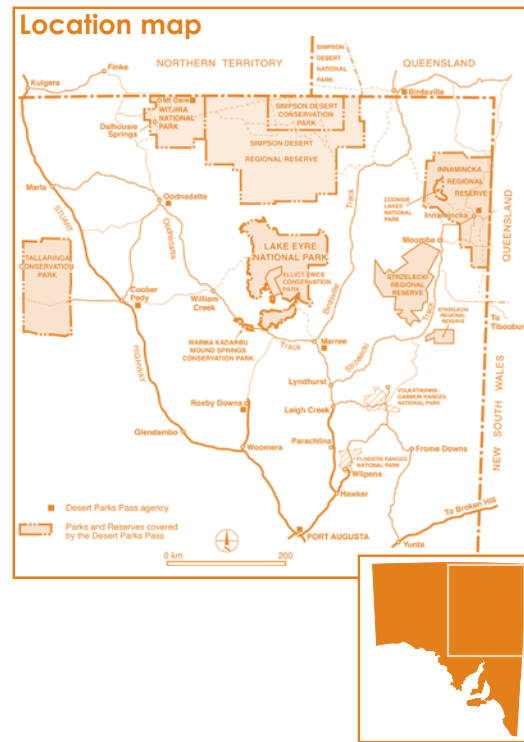 Location map
Finke
NORTHERN TERRITORY
SIMPSON
DESERT
NATIONAL
PARK
QUEENSLAND
Kulgera
Mt Dare
WITJIRA
NATIONAL
PARK
Dalhousie
Springs
SIMPSON DESERT
CONSERVATION
PARK
SIMPSON DESERT
REGIONAL RESERVE
Birdsville
INNAMINCKA
REGIONAL
RESERVE
COONGIE
LAKES
NATIONAL
PARK
Innamincka
QUEENSLAND
Marla
STUART
Oodnadatta
Oodnadatta
Track
Moomba
TALLARINGA
CONSERVATION
PARK
LAKE EYRE
NATIONAL PARK
ELLIOT PRICE
CONSERVATION
PARK
STRZELECKI
REGIONAL
RESERVE
Coober
Pedy
William
Creek
Birdsville
STRZELECKI
REGIONAL
RESERVE
To
Tibooburra
WABMA KADARBU
MOUND SPRINGS
CONSERVATION PARK
Track
Marree
Strzelecki
Track
HIGHWAY
Lyndhurst
VULKATHUNHA -
GAMMON RANGES
NATIONAL PARK
Roxby Downs
Leigh Creek
NEW SOUTH WALES
Glendambo
Woomera
Parachilna
FLINDERS RANGES
NATIONAL PARK
Frome Downs
Wilpena
Hawker
Desert Parks Pass agency
Parks and Reserves covered
by the Desert Parks Pass
To Broken Hill
PORT AUGUSTA
Yunta
0 km
200